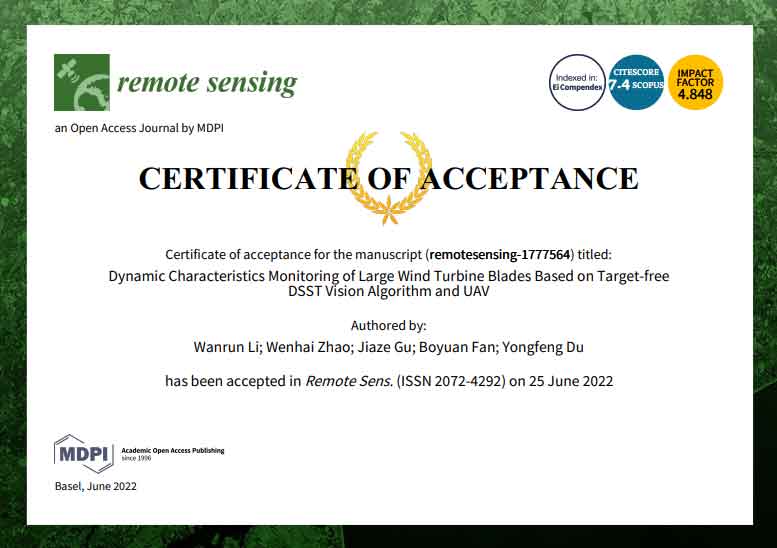 remote sensing
Indexed in:
Ei Compendex
CITESCORE
7.4 SCOPUS
IMPACT
FACTOR
4.848
an Open Access Journal by MDPI
CERTIFICATE OF ACCEPTANCE
Certificate of acceptance for the manuscript (remotesensing-1777564) titled:
Dynamic Characteristics Monitoring of Large Wind Turbine Blades Based on Target-free
DSST Vision Algorithm and UAV
Authored by:
Wanrun Li; Wenhai Zhao; Jiaze Gu; Boyuan Fan; Yongfeng Du
has been accepted in Remote Sens. (ISSN 2072-4292) on 25 June 2022
MDPI
Academic Open Access Publishing
since 1996
Basel, June 2022